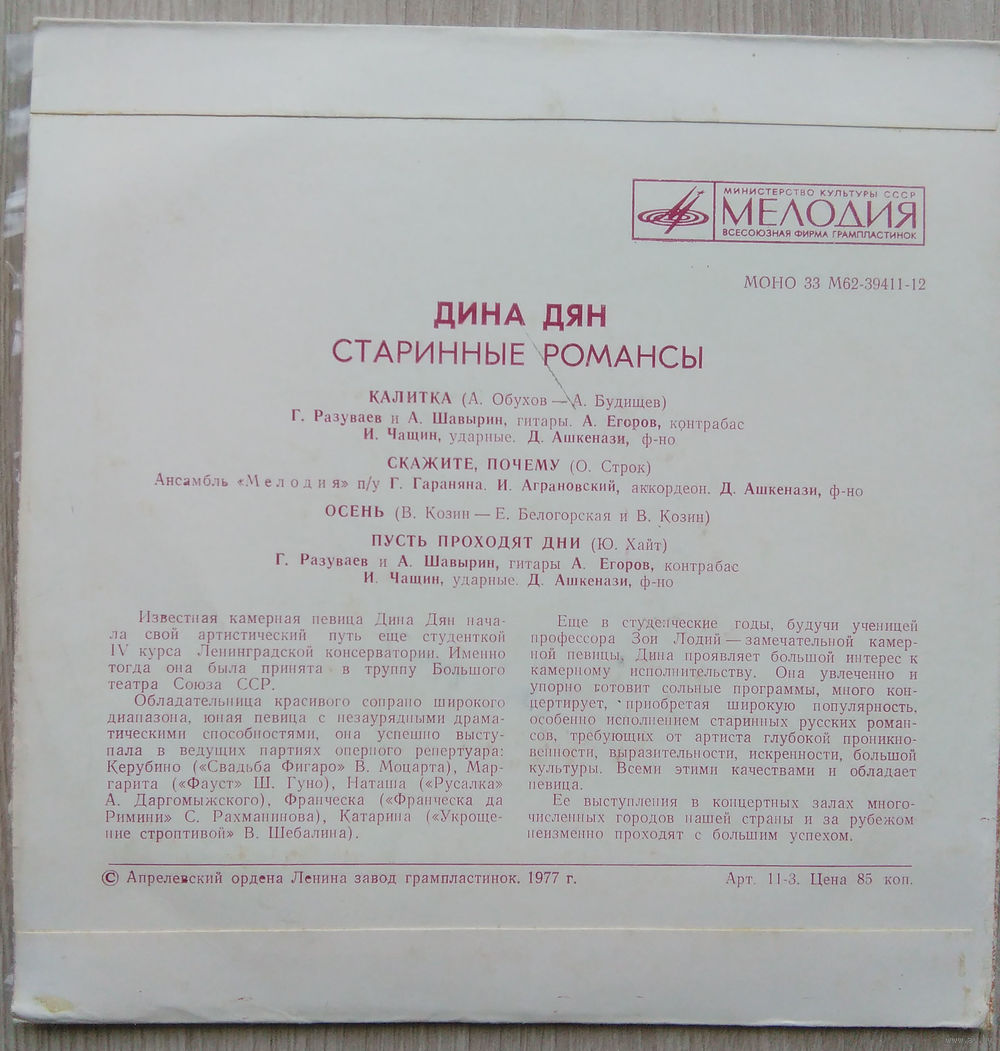 МИНИСТЕРСТВО КУЛЬТУРЫ СССР
МЕЛОДИЯ
ВСЕСОЮЗНАЯ ФИРМА ГРАМПЛАСТИНОК
МОНО 33 М62-39411-12
ДИНА ДЯН
СТАРИННЫЕ РОМАНСЫ
КАЛИТКА (А. Обухов — А. Будищев)
Г. Разуваев и А. Шавырин, гитары. А. Егоров, контрабас
И. Чащин, ударные. Д. Ашкенази, ф-но
СКАЖИТЕ, ПОЧЕМУ (О. Строк)
Ансамбль «Мелодия» п/у Г. Гараняна. И. Аграновский, аккордеон. Д. Ашкенази, ф-но
ОСЕНЬ (В. Козин — Е. Белогорская и В. Козин)
ПУСТЬ ПРОХОДЯТ ДНИ (Ю. Хайт)
Г. Разуваев и А. Шавырин, гитары А. Егоров, контрабас
И. Чащин, ударные. Д. Ашкенази, ф-но
Известная камерная певица Дина Дян нача-
ла свой артистический путь еще студенткой
IV курса Ленинградской консерватории. Именно
тогда она была принята в труппу Большого
театра Союза ССР.
Обладательница красивого сопрано широкого
диапазона, юная певица с незаурядными драма-
тическими способностями, она успешно высту-
пала в ведущих партиях оперного репертуара:
Керубино («Свадьба Фигаро» В. Моцарта), Мар-
гарита («Фауст» Ш. Гуно), Наташа («Русалка»
А. Даргомыжского), Франческа («Франческа да
Римини» С. Рахманинова), Катарина («Укроще-
ние строптивой» В. Шебалина).
Еще в студенческие годы, будучи ученицей
профессора Зои Лодий — замечательной камер-
ной певицы, Дина проявляет большой интерес к
камерному исполнительству. Она увлеченно и
упорно готовит сольные программы, много кон-
цертирует, приобретая широкую популярность,
особенно исполнением старинных русских роман-
сов, требующих от артиста глубокой проникно-
венности, выразительности, искренности, большой
культуры. Всеми этими качествами и обладает
певица.
Ее выступления в концертных залах много-
численных городов нашей страны и за рубежом
неизменно проходят с большим успехом.
© Апрелевский ордена Ленина завод грампластинок. 1977 г.
Арт. 11-3. Цена 85 коп.